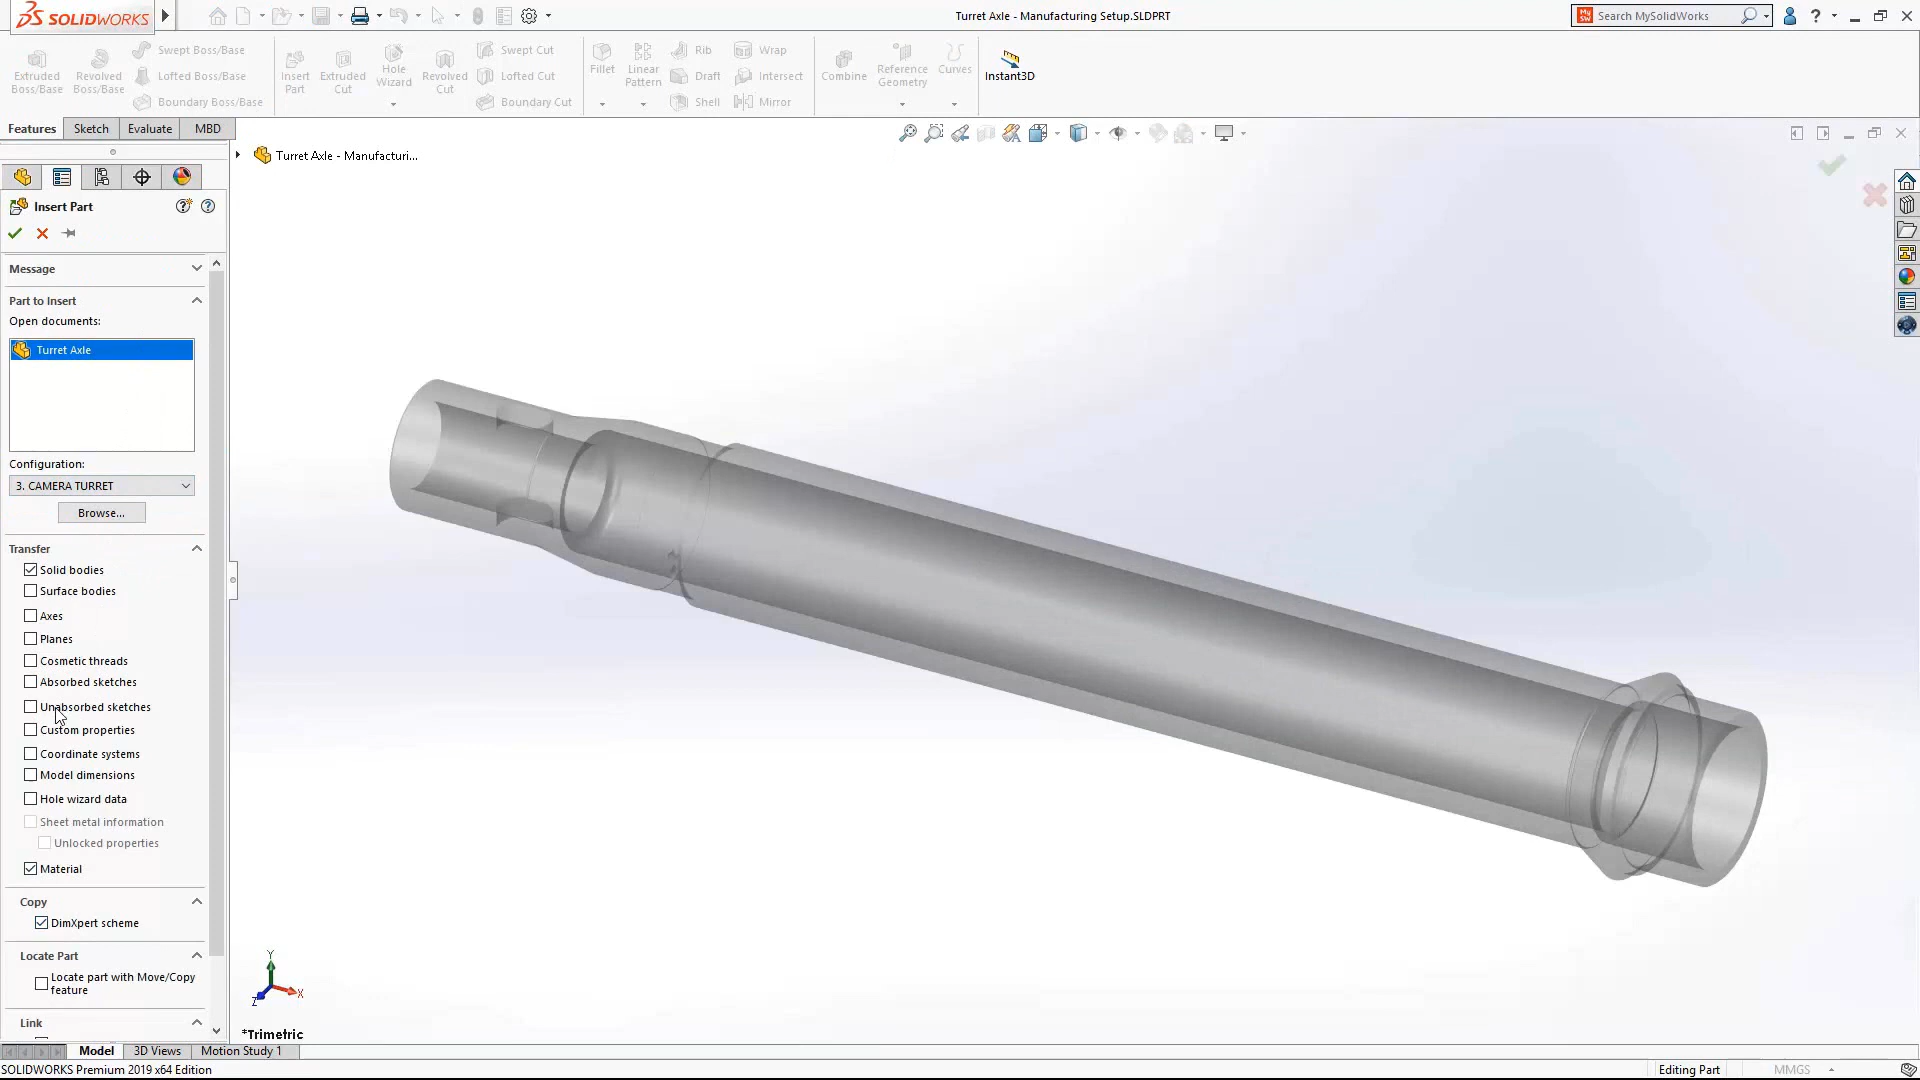 SOLIDWORKS
Turret Axle - Manufacturing Setup.SLDPRT
Search MySolidWorks
Extruded Boss/Base
Revolved Boss/Base
Swept Boss/Base
Lofted Boss/Base
Boundary Boss/Base
Insert Part
Extruded Cut
Hole Wizard
Revolved Cut
Swept Cut
Lofted Cut
Boundary Cut
Fillet
Linear Pattern
Rib
Draft
Shell
Wrap
Intersect
Mirror
Combine
Reference Geometry
Curves
Instant3D
Features
Sketch
Evaluate
MBD
Turret Axle - Manufacturi...
Insert Part
Message
Part to Insert
Open documents:
Turret Axle
Configuration:
3. CAMERA TURRET
Browse...
Transfer
Solid bodies
Surface bodies
Axes
Planes
Cosmetic threads
Absorbed sketches
Unabsorbed sketches
Custom properties
Coordinate systems
Model dimensions
Hole wizard data
Sheet metal information
Unlocked properties
Material
Copy
DimXpert scheme
Locate Part
Locate part with Move/Copy
feature
Link
Y
X
Z
*Trimetric
Model
3D Views
Motion Study 1
SOLIDWORKS Premium 2019 x64 Edition
Editing Part
MMGS